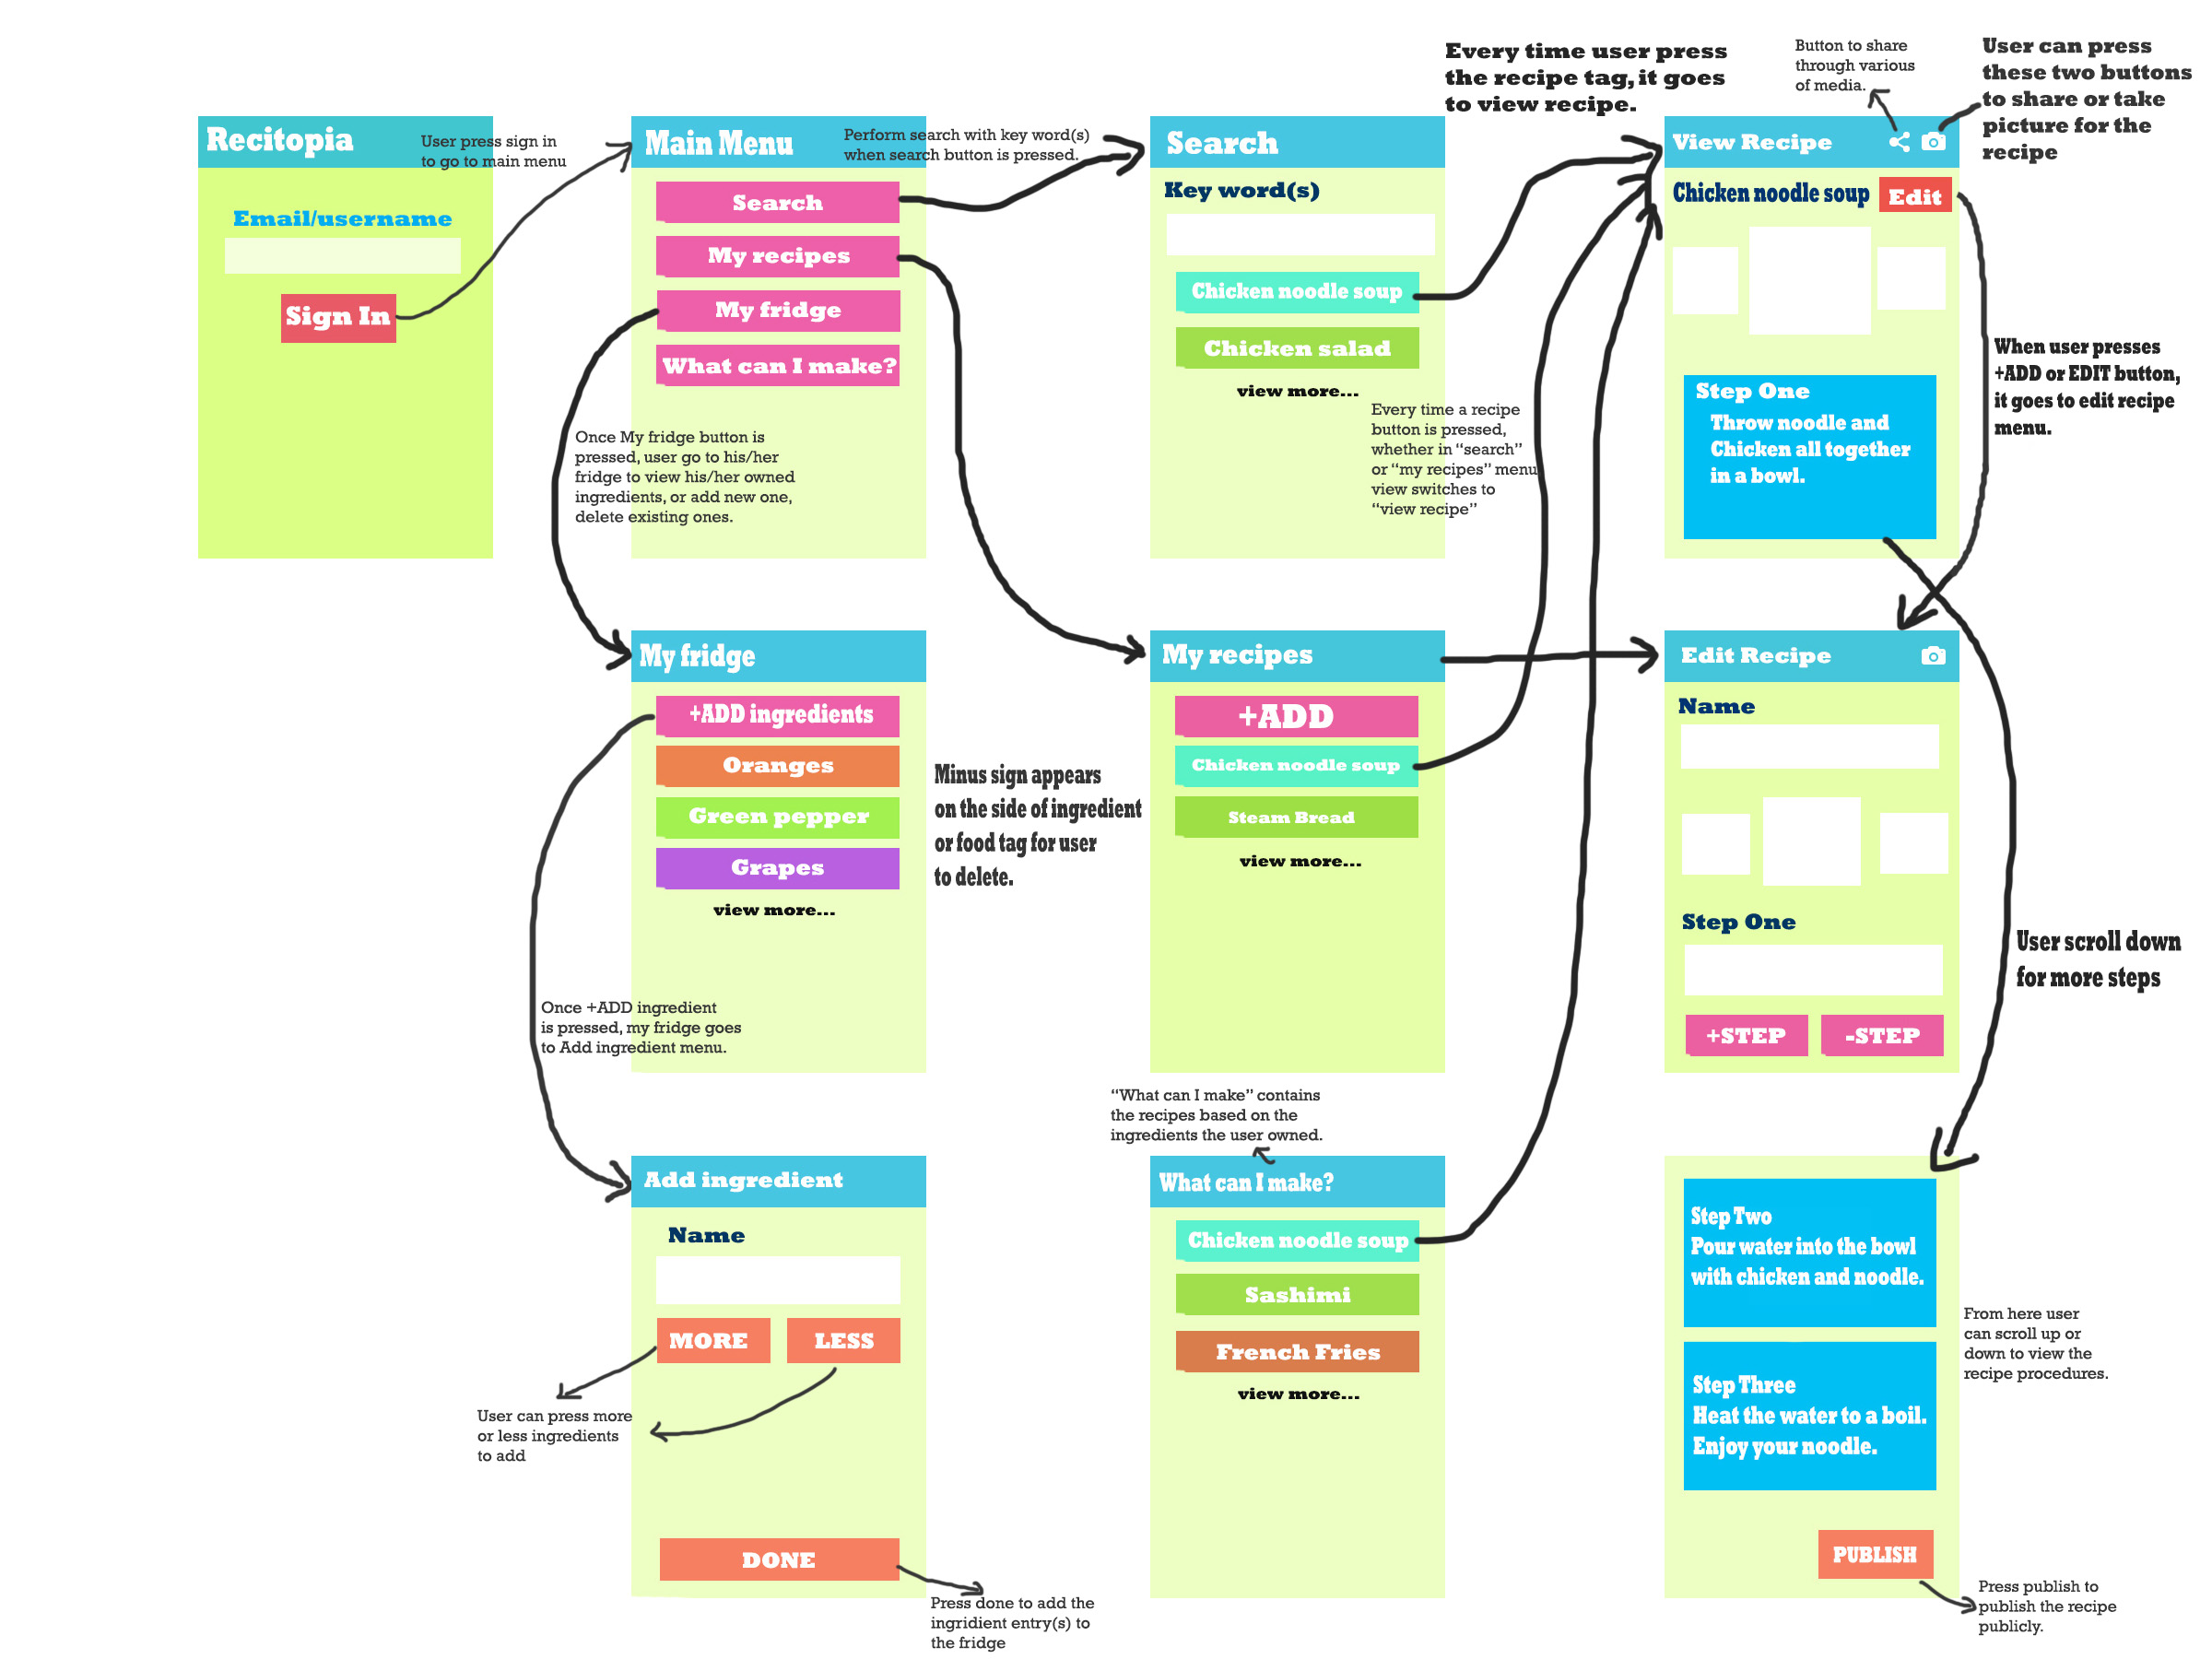 Recitopia
Email/username
Sign In
User press sign in
to go to main menu
Main Menu
Search
My recipes
My fridge
What can I make?
Perform search with key word(s)
when search button is pressed.
Once My fridge button is
pressed, user go to his/her
fridge to view his/her owned
ingredients, or add new one,
delete existing ones.
Search
Key word(s)
Chicken noodle soup
Chicken salad
view more...
Every time user press
the recipe tag, it goes
to view recipe.
Every time a recipe
button is pressed,
whether in “search”
or “my recipes” menu
view switches to
“view recipe”
Button to share
through various
of media.
User can press
these two buttons
to share or take
picture for the
recipe
View Recipe
Chicken noodle soup
Edit
Step One
Throw noodle and
Chicken all together
in a bowl.
When user presses
+ADD or EDIT button,
it goes to edit recipe
menu.
My fridge
+ADD ingredients
Oranges
Green pepper
Grapes
view more...
Minus sign appears
on the side of ingredient
or food tag for user
to delete.
Once +ADD ingredient
is pressed, my fridge goes
to Add ingredient menu.
My recipes
+ADD
Chicken noodle soup
Steam Bread
view more...
Edit Recipe
Name
Step One
+STEP
-STEP
User scroll down
for more steps
Add ingredient
Name
MORE
LESS
User can press more
or less ingredients
to add
DONE
Press done to add the
ingridient entry(s) to
the fridge
“What can I make” contains
the recipes based on the
ingredients the user owned.
What can I make?
Chicken noodle soup
Sashimi
French Fries
view more...
Step Two
Pour water into the bowl
with chicken and noodle.
Step Three
Heat the water to a boil.
Enjoy your noodle.
From here user
can scroll up or
down to view the
recipe procedures.
PUBLISH
Press publish to
publish the recipe
publicly.